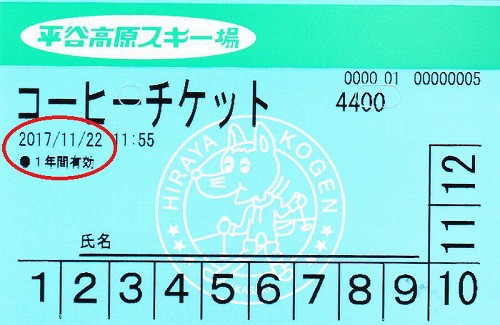 平谷高原スキー場
0000 01 00000005
コーヒーチケット 4400
2017/11/22 11:55
●1年間有効
HIRAYA KOGEN
氏名
12
11
1 2 3 4 5 6 7 8 9 10